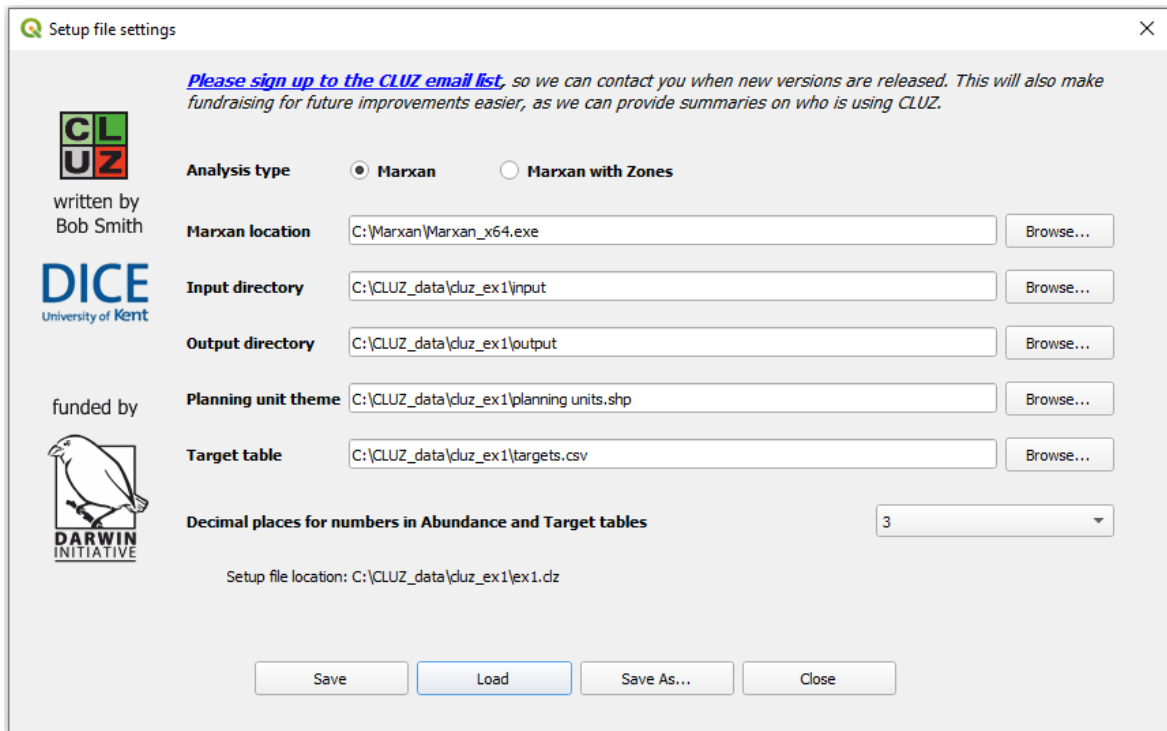 Setup file settings
Please sign up to the CLUZ email list, so we can contact you when new versions are released. This will also make
fundraising for future improvements easier, as we can provide summaries on who is using CLUZ.
CL
UZ
written by
Bob Smith
DICE
University of Kent
funded by
DARWIN
INITIATIVE
Analysis type Marxan Marxan with Zones
Marxan location C:\Marxan\Marxan_x64.exe Browse...
Input directory C:\CLUZ_data\cluz_ex1\input Browse...
Output directory C:\CLUZ_data\cluz_ex1\output Browse...
Planning unit theme C:\CLUZ_data\cluz_ex1\planning units.shp Browse...
Target table C:\CLUZ_data\cluz_ex1\targets.csv Browse...
Decimal places for numbers in Abundance and Target tables 3
Setup file location: C:\CLUZ_data\cluz_ex1\ex1.clz
Save Load Save As... Close